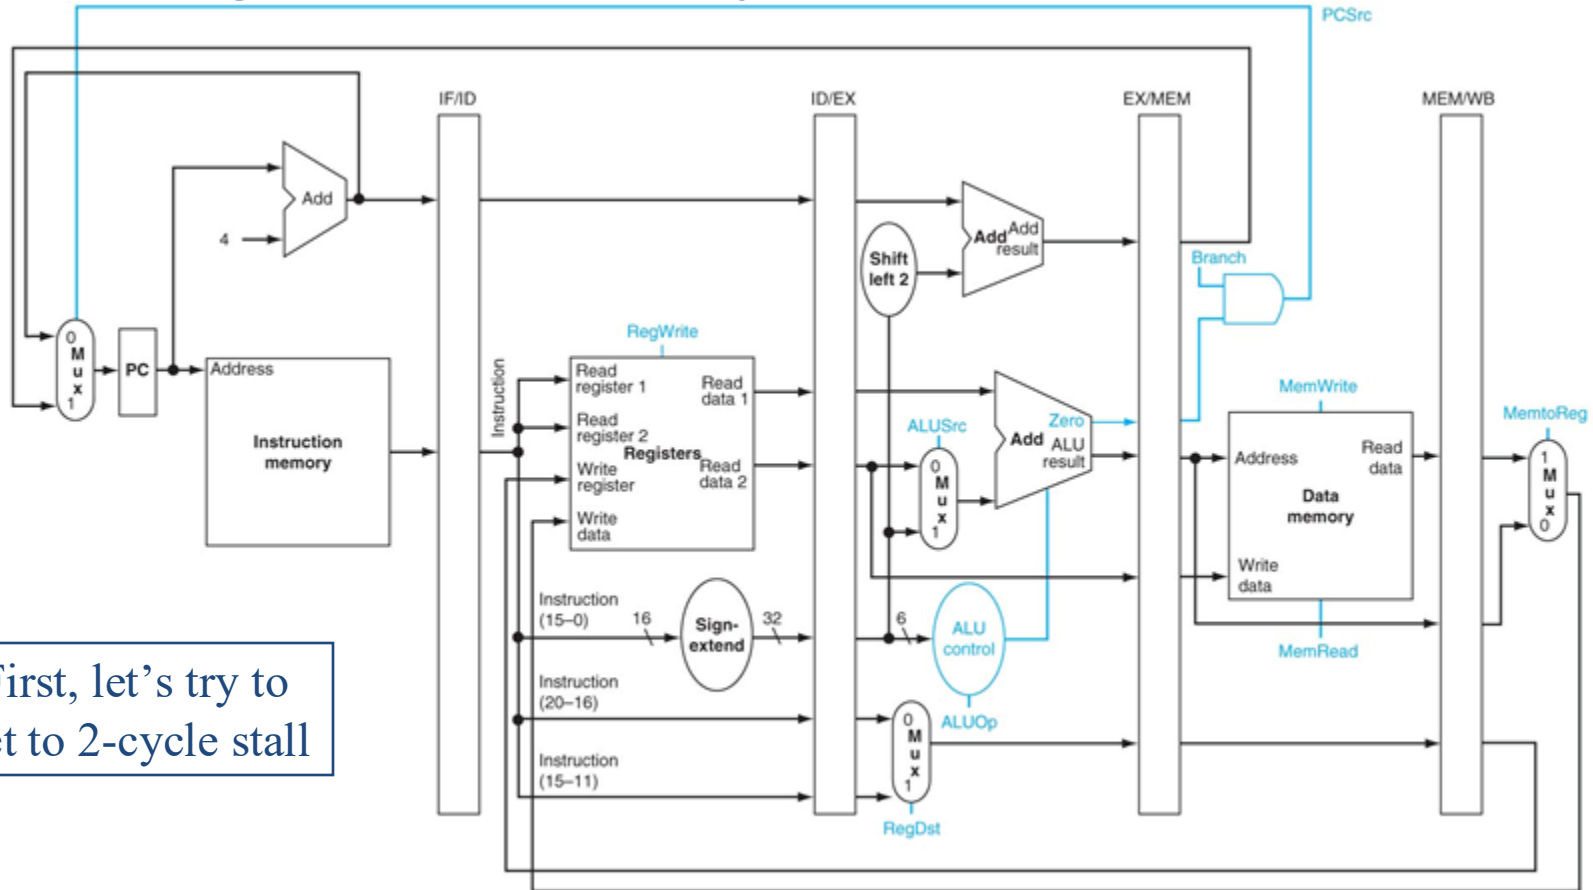 PCSrc
IF/ID
ID/EX
EX/MEM
MEM/WB
Add
4
Add
Add
result
Shift
left 2
Branch
RegWrite
0
M
u
x
1
PC
Address
Instruction
memory
Instruction
Read
register 1
Read
register 2
Write
register
Write
data
Registers
Read
data 1
Read
data 2
ALUSrc
0
M
u
x
1
Zero
Add
ALU
result
MemWrite
Address
Read
data
Data
memory
Write
data
MemRead
MemtoReg
1
M
u
x
0
Instruction
(15–0)
16
Sign-
extend
32
6
ALU
control
ALUOp
Instruction
(20–16)
Instruction
(15–11)
0
M
u
x
1
RegDst
First, let's try to
et to 2-cycle stall